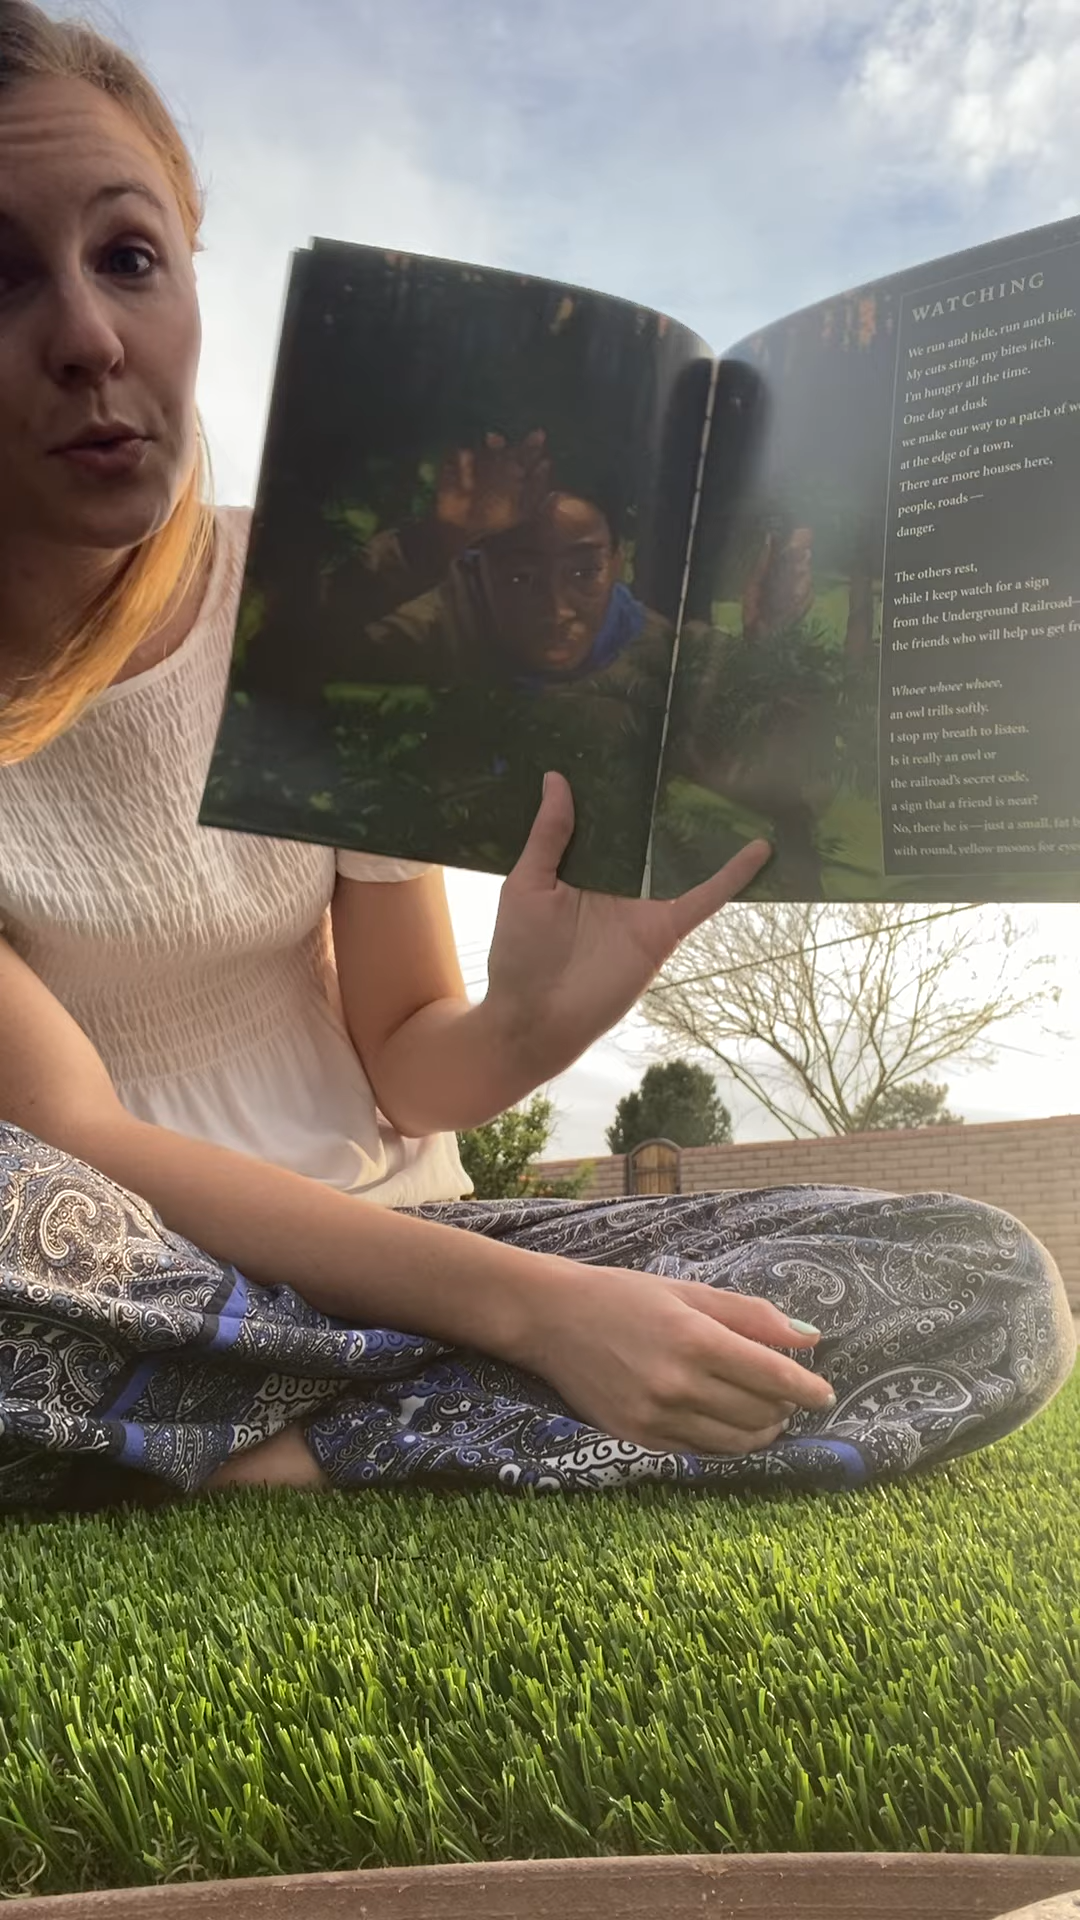 WATCHING
We run and hide, run and hide.
My cuts sting, my bites itch.
I'm hungry all the time.
One day at dusk
we make our way to a patch of
at the edge of a town.
There are more houses here,
people, roads —
danger.
The others rest,
while I keep watch for a sign
from the Underground Railroad—
the friends who will help us get
Whoee whoee whoee,
an owl trills softly.
I stop my breath to listen.
Is it really an owl or
the railroad's secret code,
a sign that a friend is near?
No, there he is — just a small, fat
with round, yellow moons for eyes